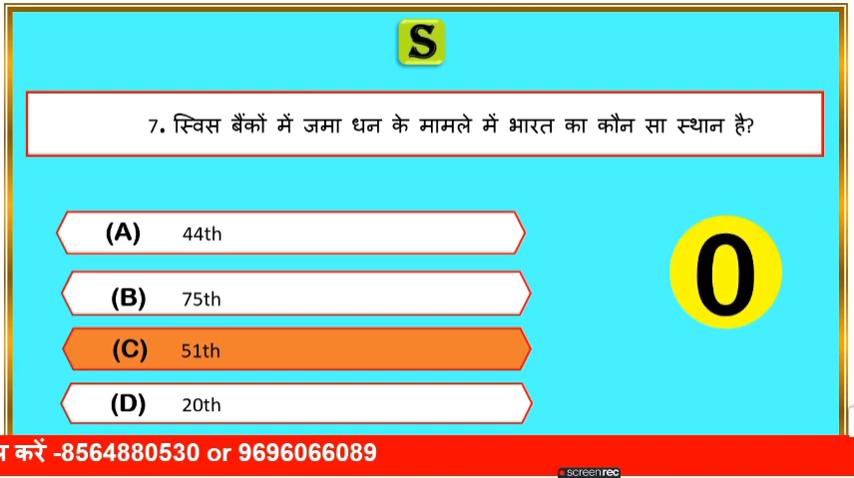 S
7. स्विस बैंकों में जमा धन के मामले में भारत का कौन सा स्थान है?
(A) 44th
(B) 75th
0
(C) 51th
(D) 20th
करें -8564880530 or 9696066089
screenrec